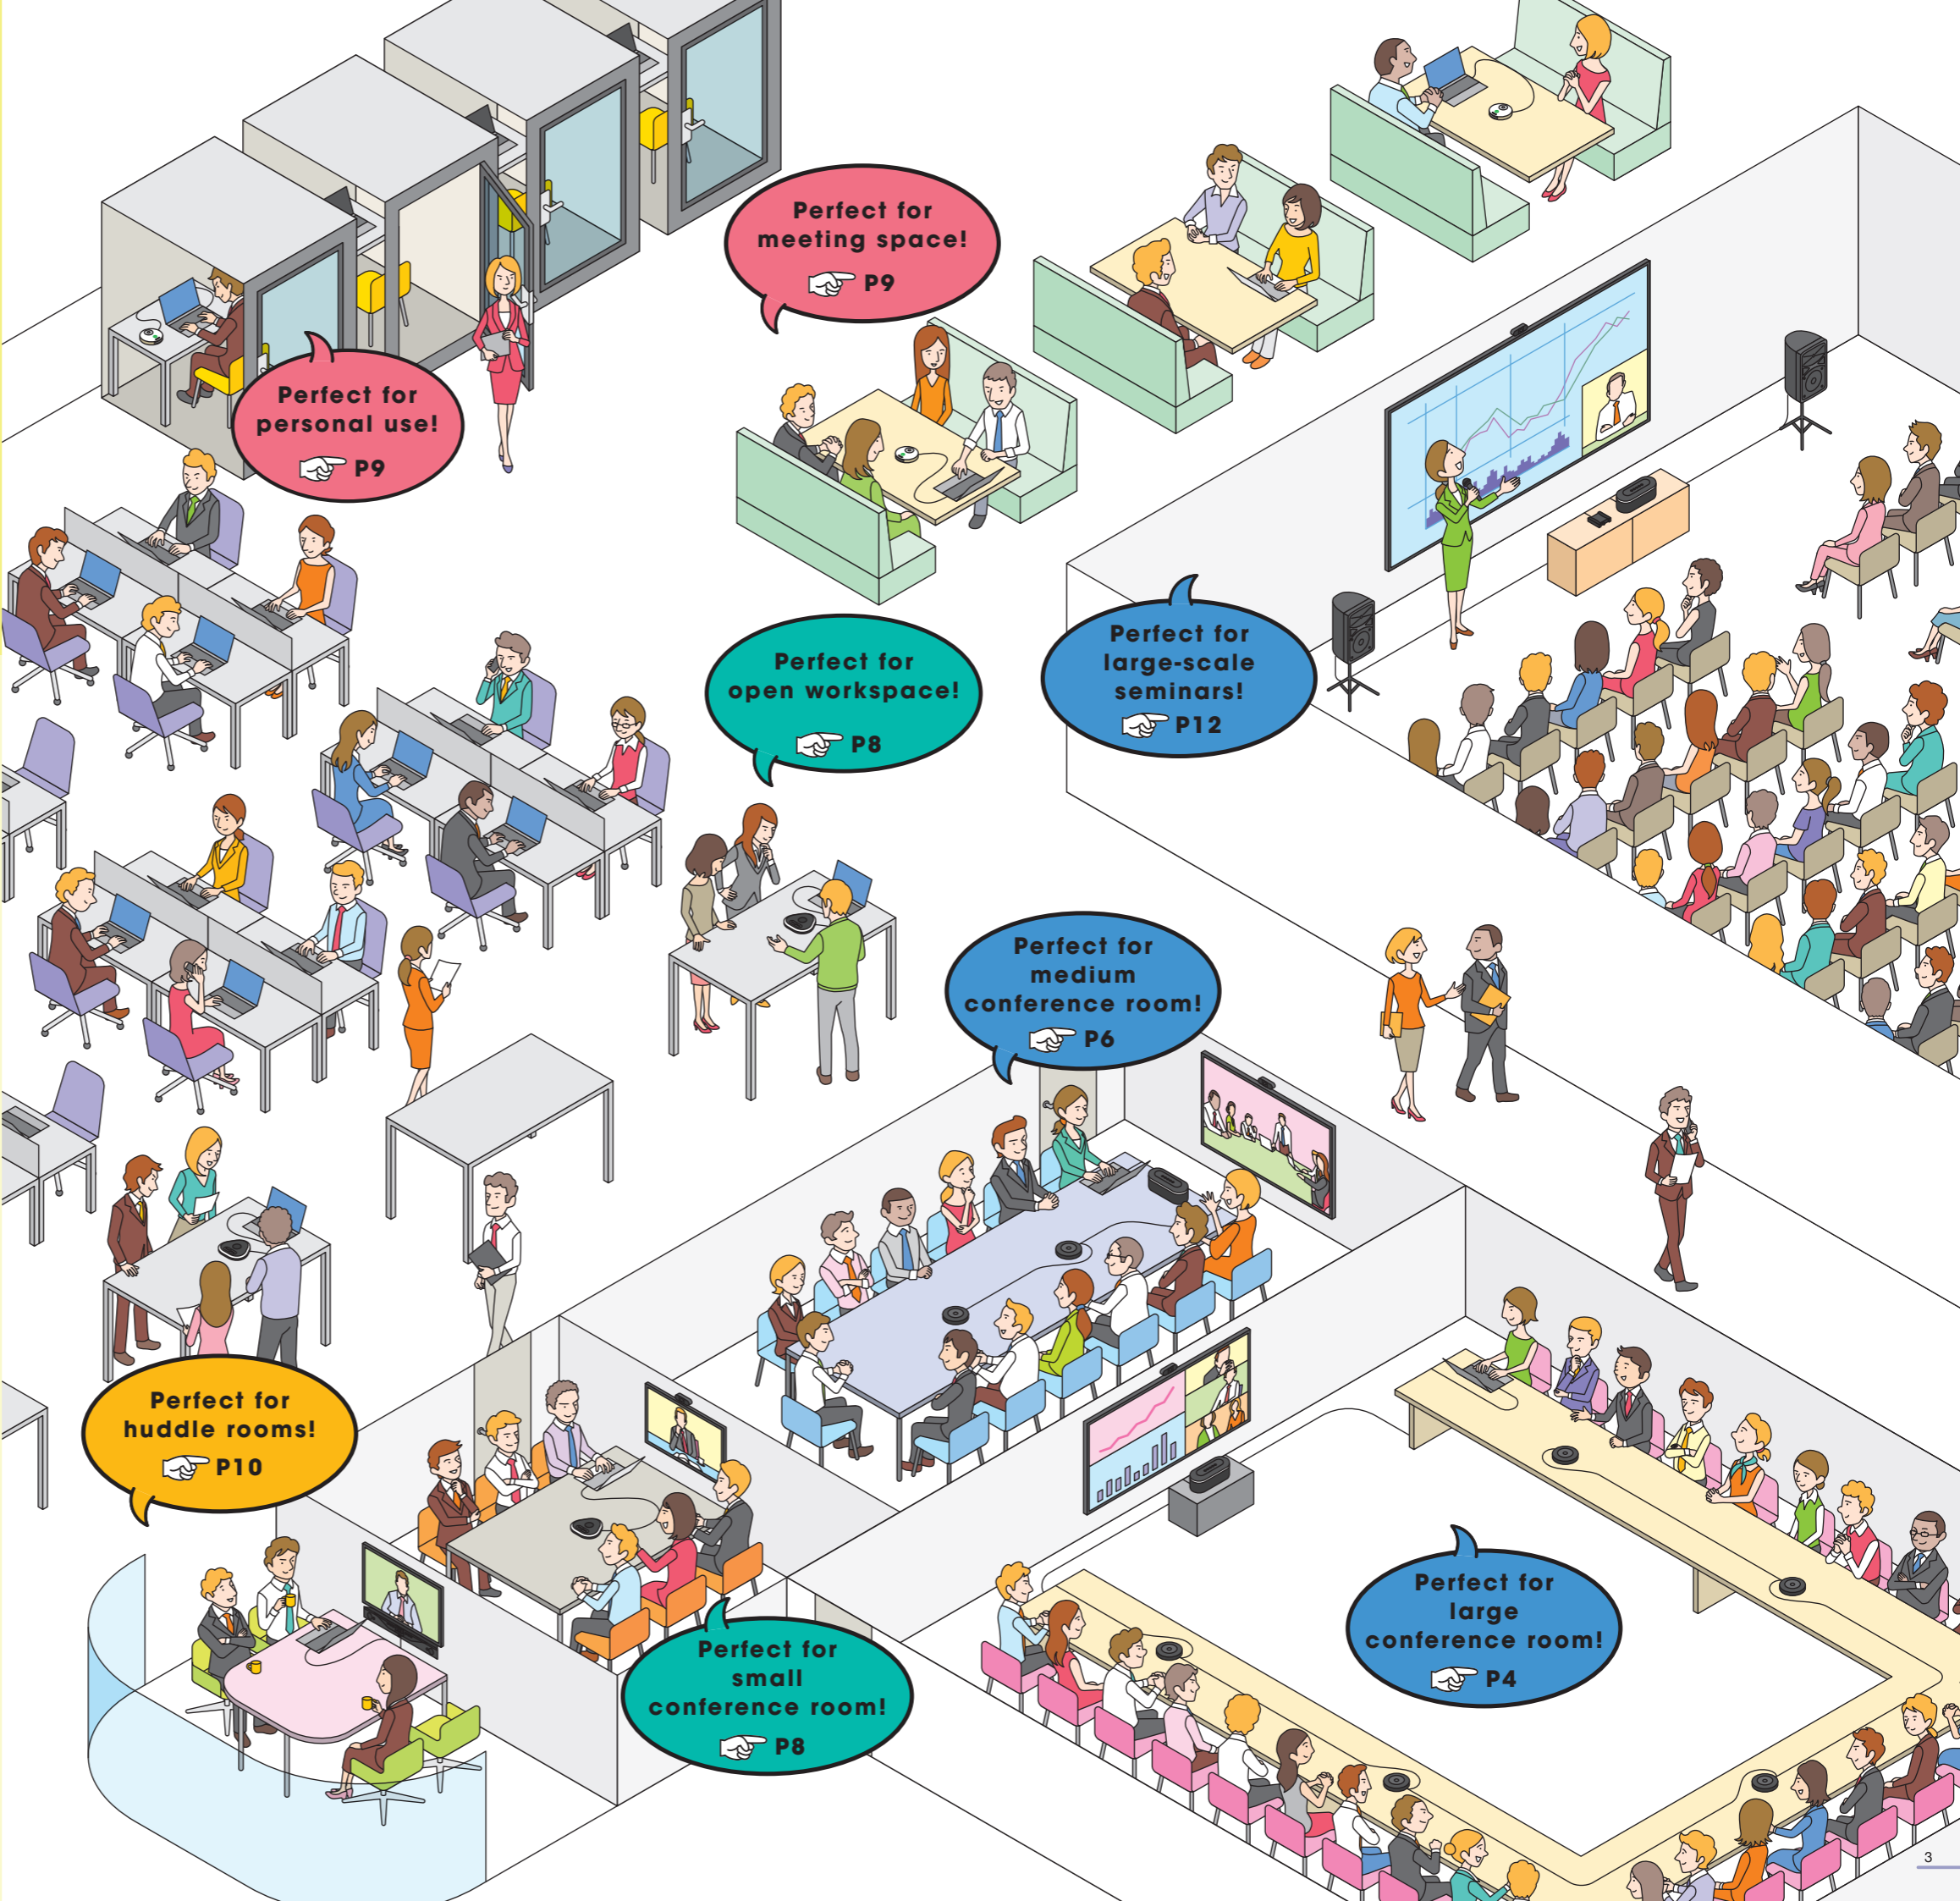 Perfect for
meeting space!
P9
Perfect for
personal use!
P9
Perfect for
open workspace!
P8
Perfect for
large-scale
seminars!
P12
Perfect for
medium
conference room!
P6
Perfect for
huddle rooms!
P10
Perfect for
small
conference room!
P8
Perfect for
large
conference room!
P4
3